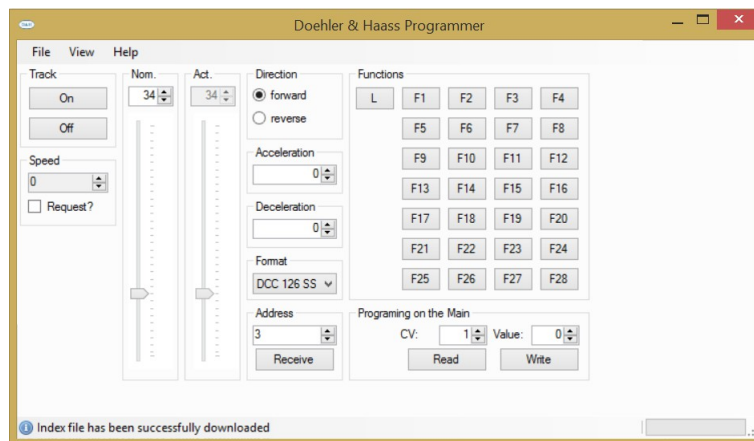 Doehler & Haass Programmer
File View Help
Track
On
Off
Speed
0
Request?
Nom.
34
Act.
34
Direction
forward
reverse
Acceleration
0
Deceleration
0
Format
DCC 126 SS
Address
3
Receive
Functions
L F1 F2 F3 F4
F5 F6 F7 F8
F9 F10 F11 F12
F13 F14 F15 F16
F17 F18 F19 F20
F21 F22 F23 F24
F25 F26 F27 F28
Programing on the Main
CV: 1 Value: 0
Read Write
Index file has been successfully downloaded